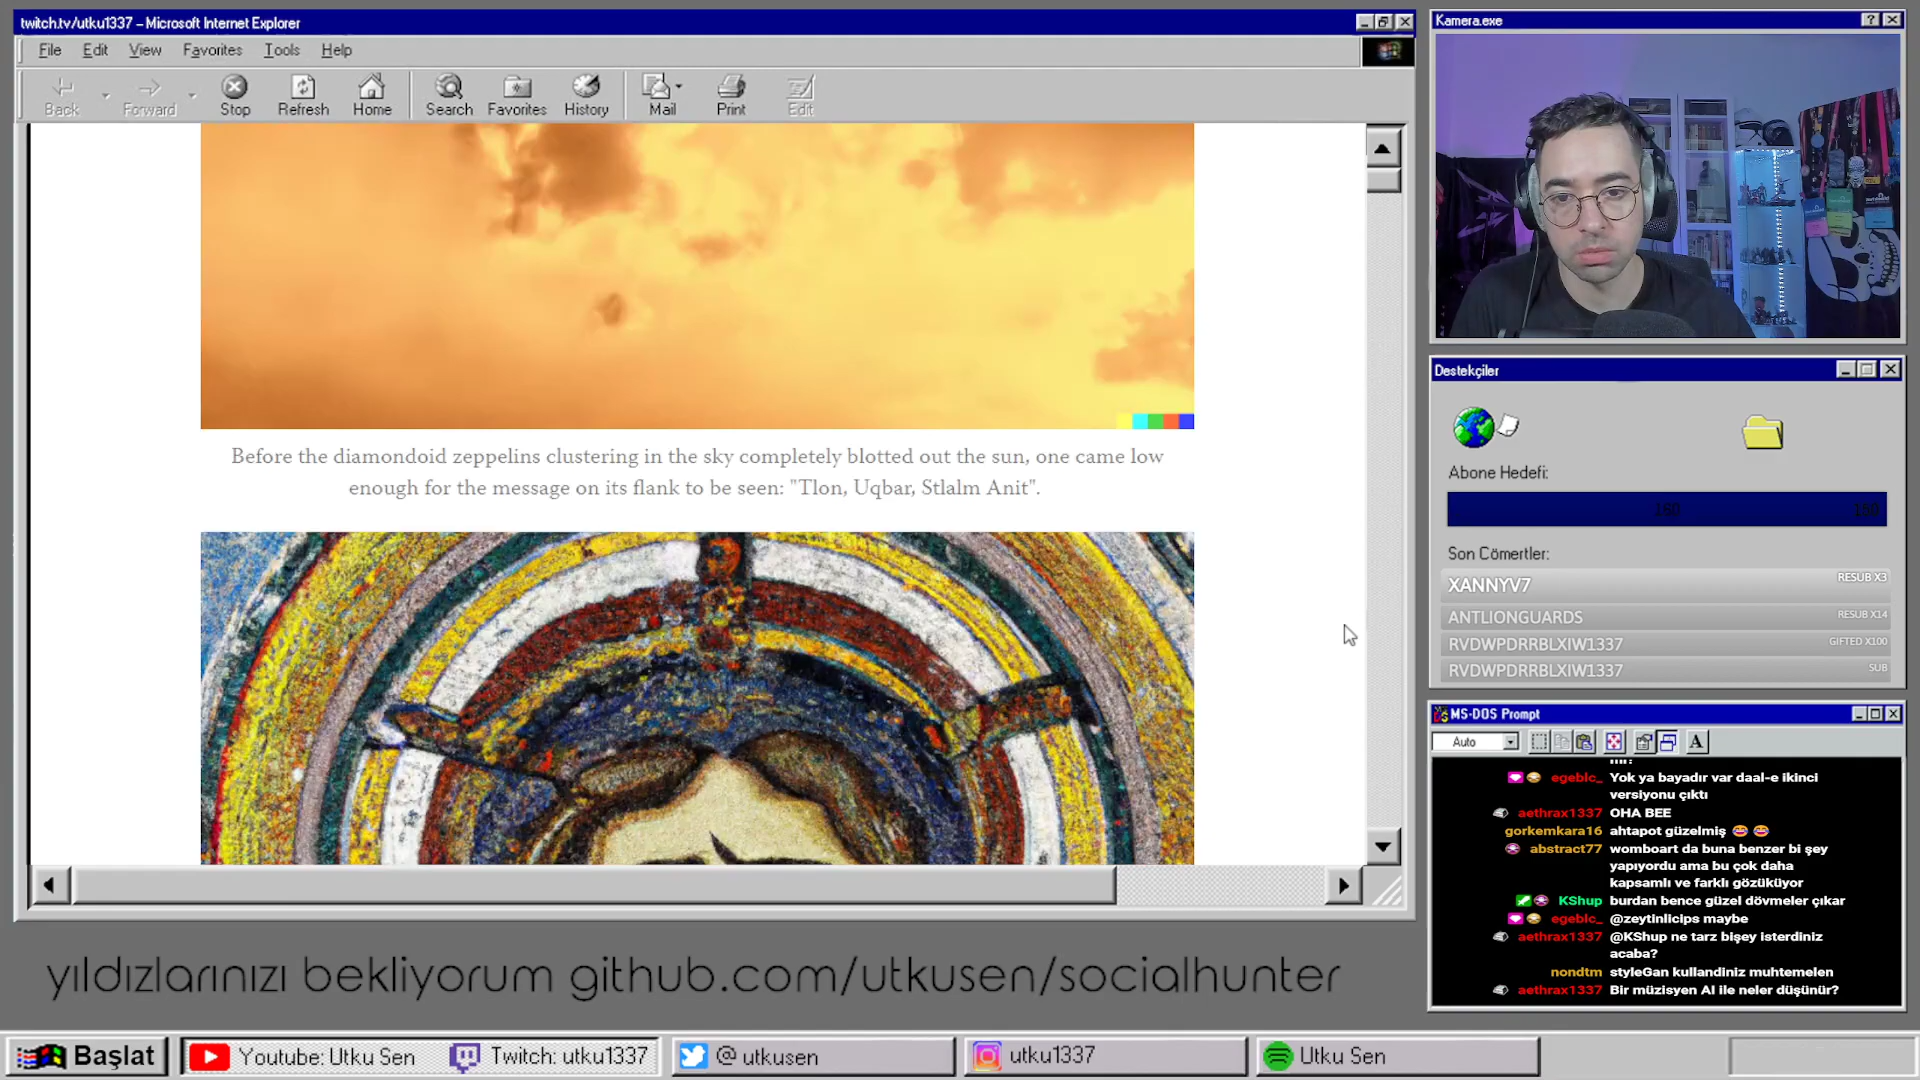 twitch.tv/utku1337 – Microsoft Internet Explorer
File Edit View Favorites Tools Help
Back Forward Stop Refresh Home Search Favorites History Mail Print Edit
Before the diamondoid zeppelins clustering in the sky completely blotted out the sun, one came low
enough for the message on its flank to be seen: "Tlon, Uqbar, Stlalm Anit".
yıldızlarınızı bekliyorum github.com/utkusen/socialhunter
Kamera.exe
Destekçiler
Abone Hedefi:
Son Cömertler:
XANNYV7 RESUB X3
ANTLIONGUARDS RESUB X14
RVDWPDRRBLXIW1337 GIFTED X100
RVDWPDRRBLXIW1337 SUB
MS-DOS Prompt
Auto
A
egeblc_ Yok ya bayadır var daal-e ikinci
versiyonu çıktı
aethrax1337 OHA BEE
gorkemkara16 ahtapot güzelmiş
abstract77 womboart da buna benzer bi şey
yapıyordu ama bu çok daha
kapsamlı ve farklı gözüküyor
KShup burdan bence güzel dövmeler çıkar
egeblc_ @zeytinlicips maybe
aethrax1337 @KShup ne tarz bişey isterdiniz
acaba?
nondtm styleGan kullandiniz muhtemelen
aethrax1337 Bir müzisyen AI ile neler düşünür?
Başlat
Youtube: Utku Sen
Twitch: utku1337
@utkusen
utku1337
Utku Sen